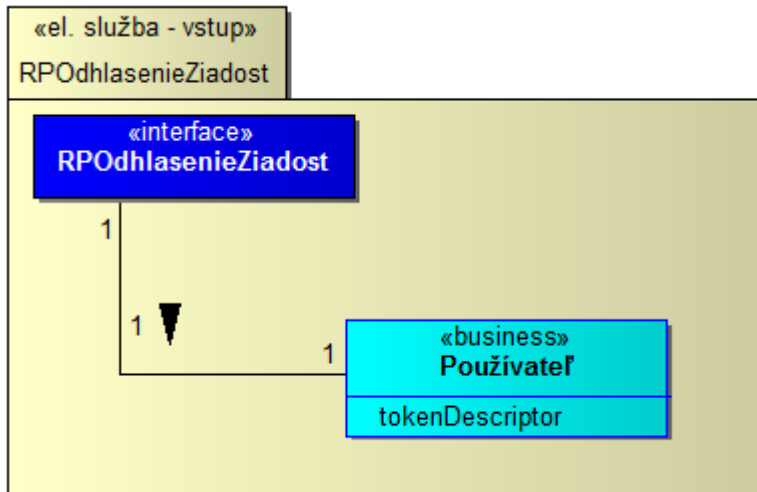 «el. služba - vstup»
RPOdhlasenieZiadost
«interface»
RPOdhlasenieZiadost
1
1
1
«business»
Používateľ
tokenDescriptor